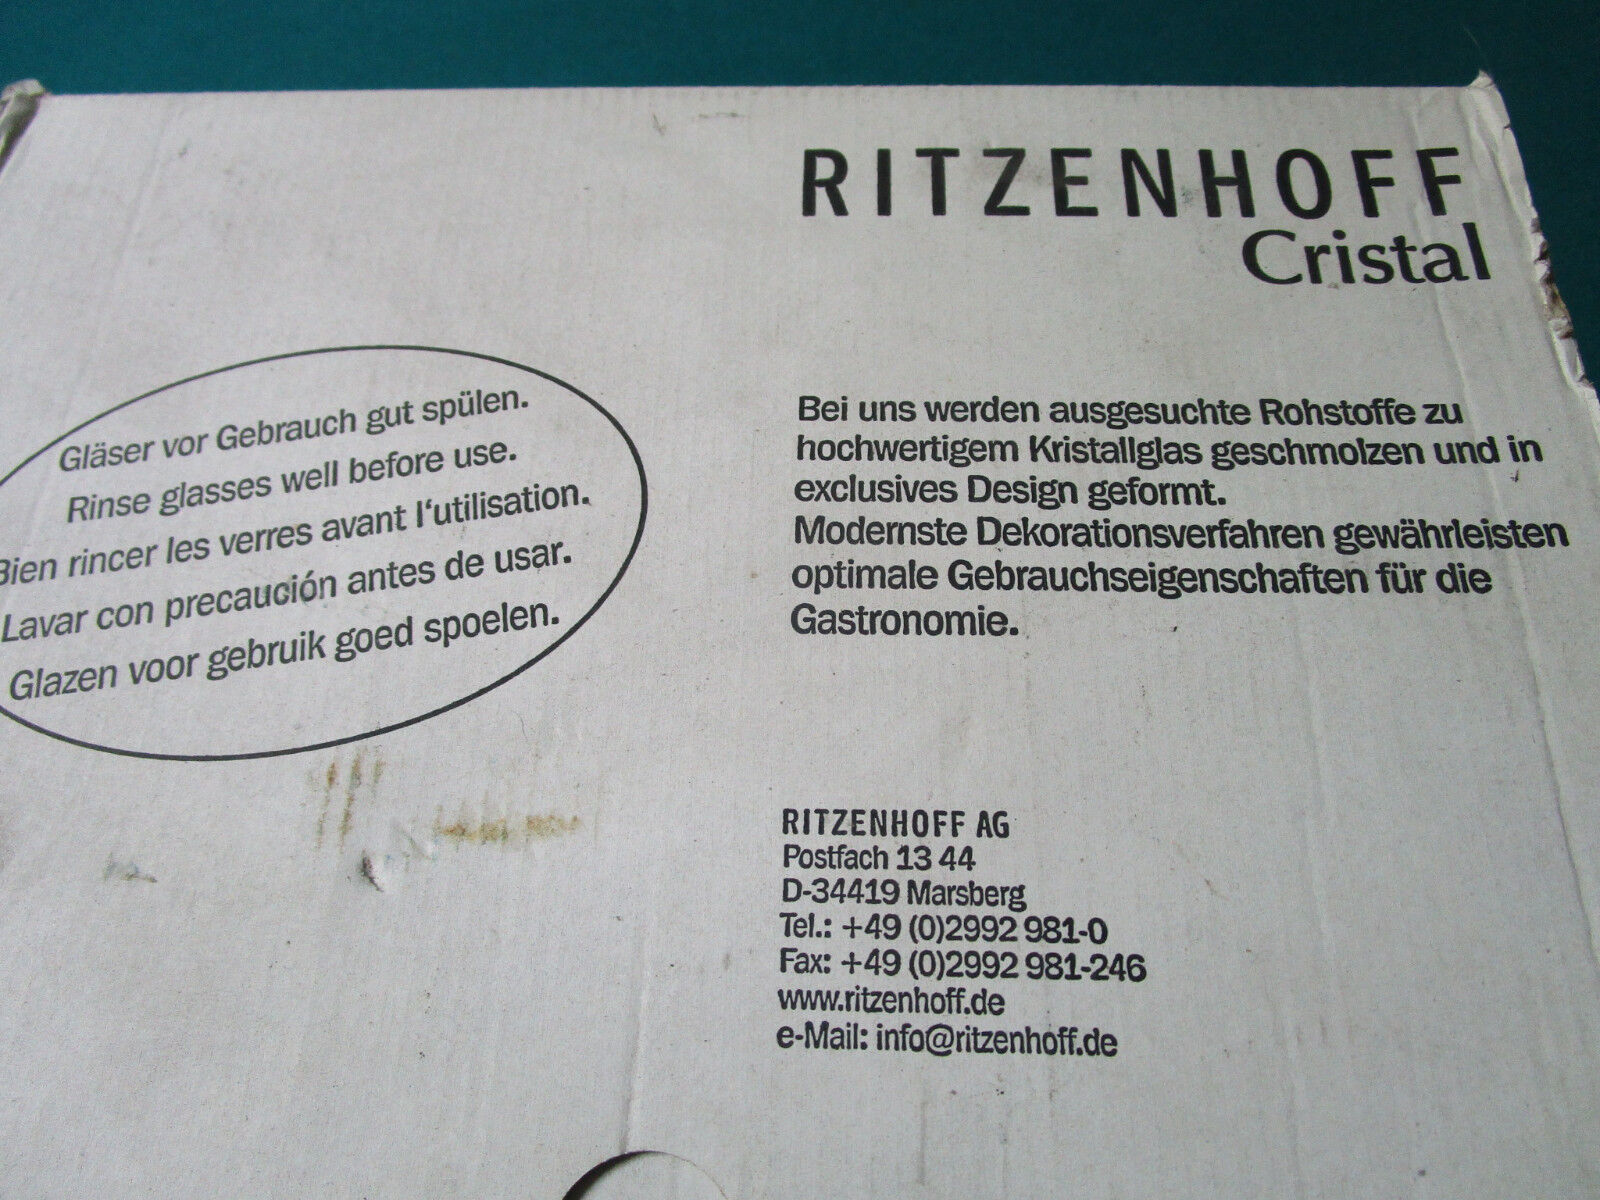 RITZENHOFF
Cristal
Gläser vor Gebrauch gut spülen.
Rinse glasses well before use.
Bien rincer les verres avant l'utilisation.
Lavar con precaución antes de usar.
Glazen voor gebruik goed spoelen.
Bei uns werden ausgesuchte Rohstoffe zu
hochwertigem Kristallglas geschmolzen und in
exclusives Design geformt.
Modernste Dekorationsverfahren gewährleisten
optimale Gebrauchseigenschaften für die
Gastronomie.
RITZENHOFF AG
Postfach 13 44
D-34419 Marsberg
Tel.: +49 (0)2992 981-0
Fax: +49 (0)2992 981-246
www.ritzenhoff.de
e-Mail: info@ritzenhoff.de